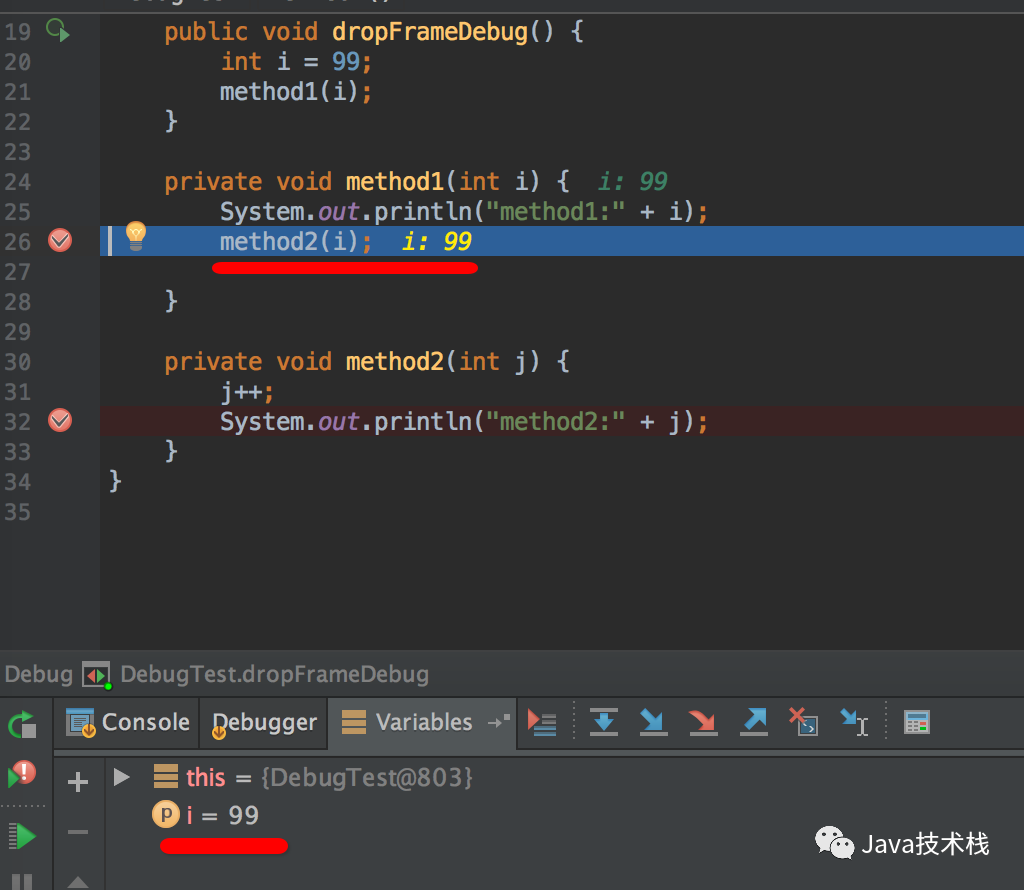 19 public void dropFrameDebug() {
20 int i = 99;
21 method1(i);
22 }
23
24 private void method1(int i) { i: 99
25 System.out.println("method1:" + i);
26 method2(i); i: 99
27
28 }
29
30 private void method2(int j) {
31 j++;
32 System.out.println("method2:" + j);
33 }
34 }
35
Debug DebugTest.dropFrameDebug
Console Debugger Variables
this = {DebugTest@803}
p i = 99
Java技术栈